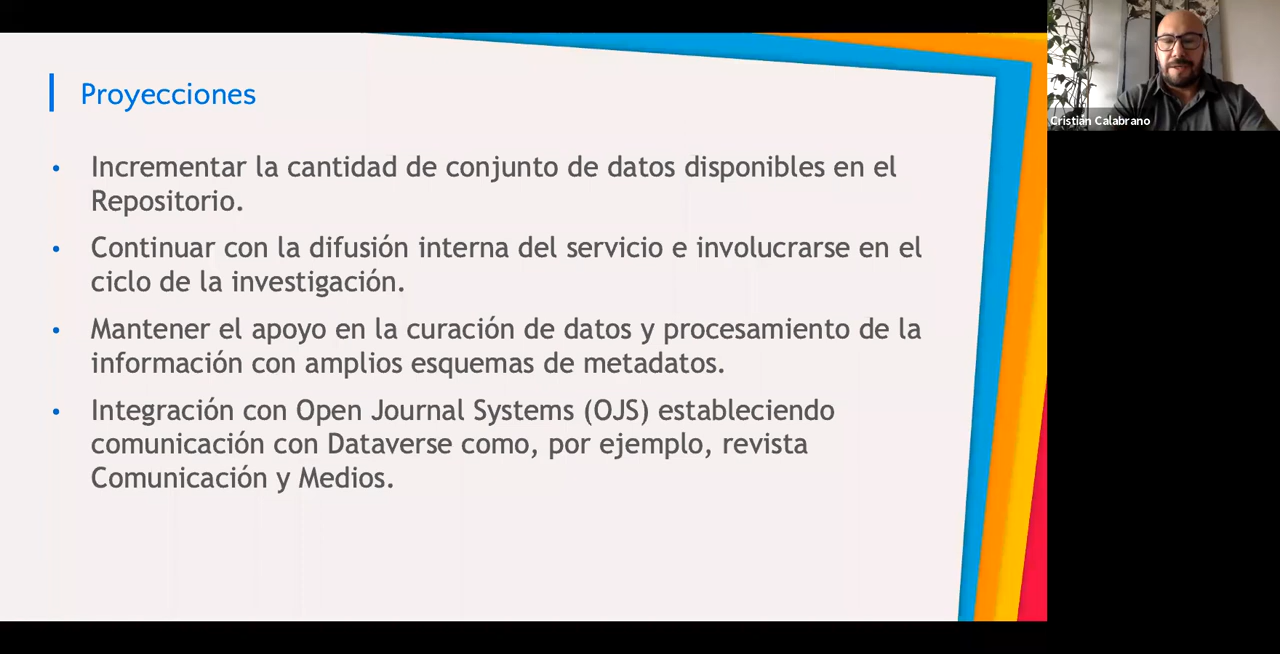 Proyecciones
• Incrementar la cantidad de conjunto de datos disponibles en el
Repositorio.
• Continuar con la difusión interna del servicio e involucrarse en el
ciclo de la investigación.
• Mantener el apoyo en la curación de datos y procesamiento de la
información con amplios esquemas de metadatos.
• Integración con Open Journal Systems (OJS) estableciendo
comunicación con Dataverse como, por ejemplo, revista
Comunicación y Medios.
Cristián Calabrano